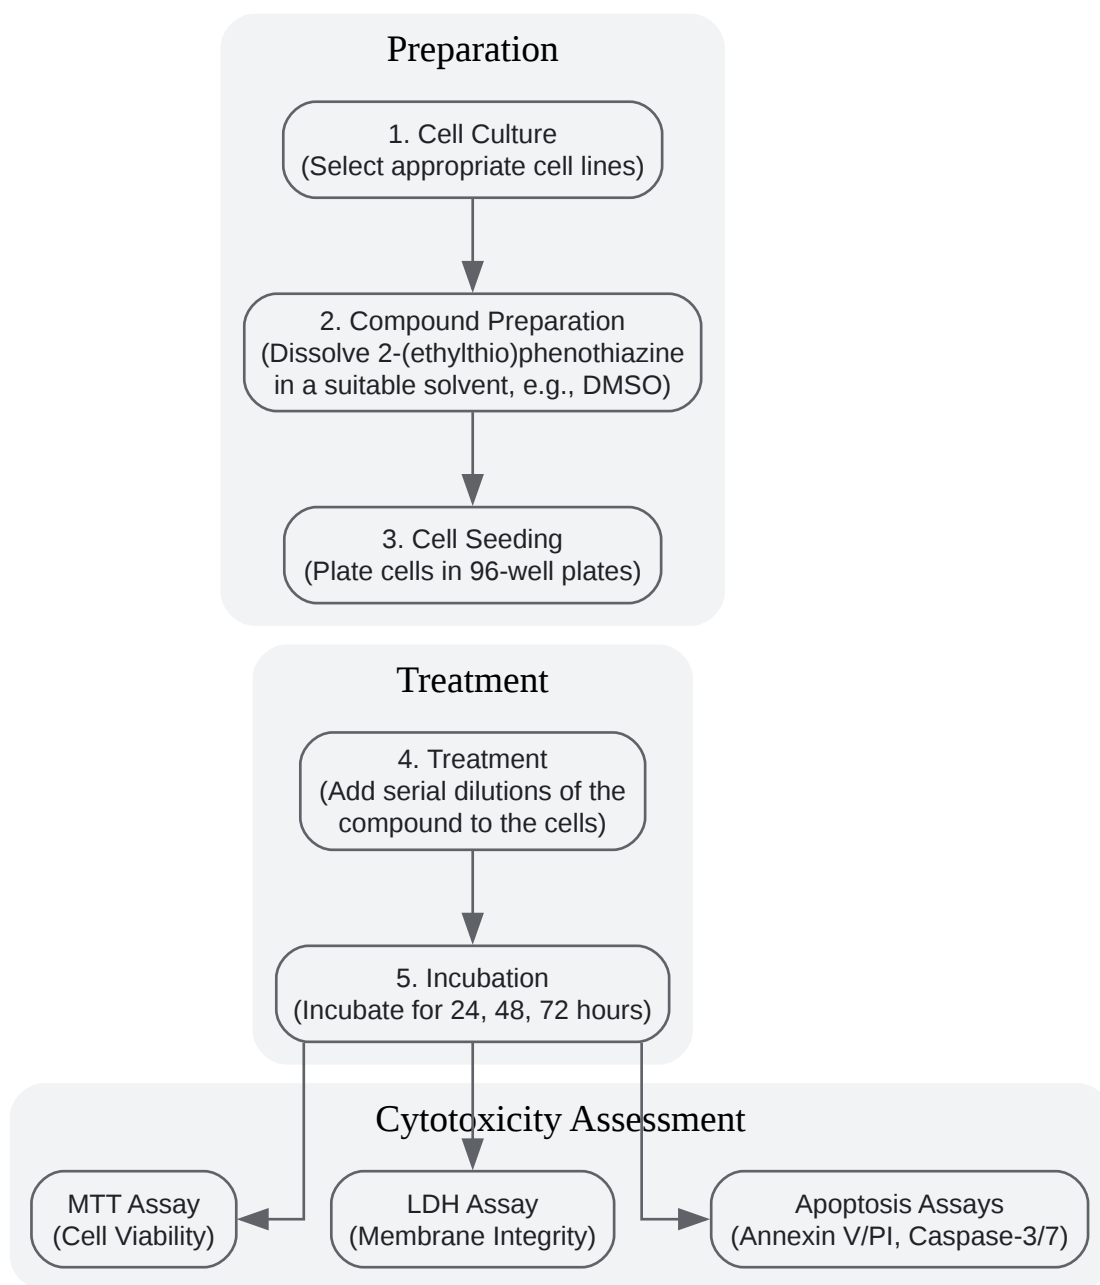 Preparation
1. Cell Culture
(Select appropriate cell lines)
2. Compound Preparation
(Dissolve 2-(ethylthio)phenothiazine
in a suitable solvent, e.g., DMSO)
3. Cell Seeding
(Plate cells in 96-well plates)
Treatment
4. Treatment
(Add serial dilutions of the
compound to the cells)
5. Incubation
(Incubate for 24, 48, 72 hours)
Cytotoxicity Assessment
MTT Assay
(Cell Viability)
LDH Assay
(Membrane Integrity)
Apoptosis Assays
(Annexin V/PI, Caspase-3/7)